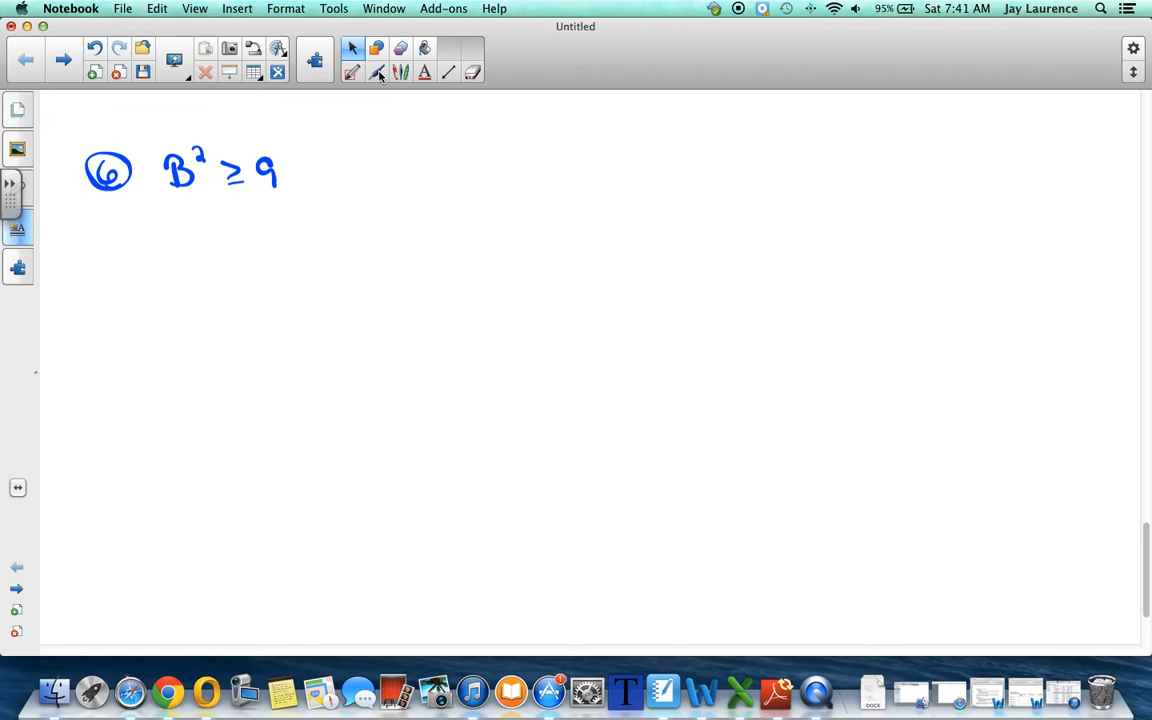 Notebook File Edit View Insert Format Tools Window Add-ons Help 95% Sat 7:41 AM Jay Laurence
Untitled
⑥ B² ≥ 9